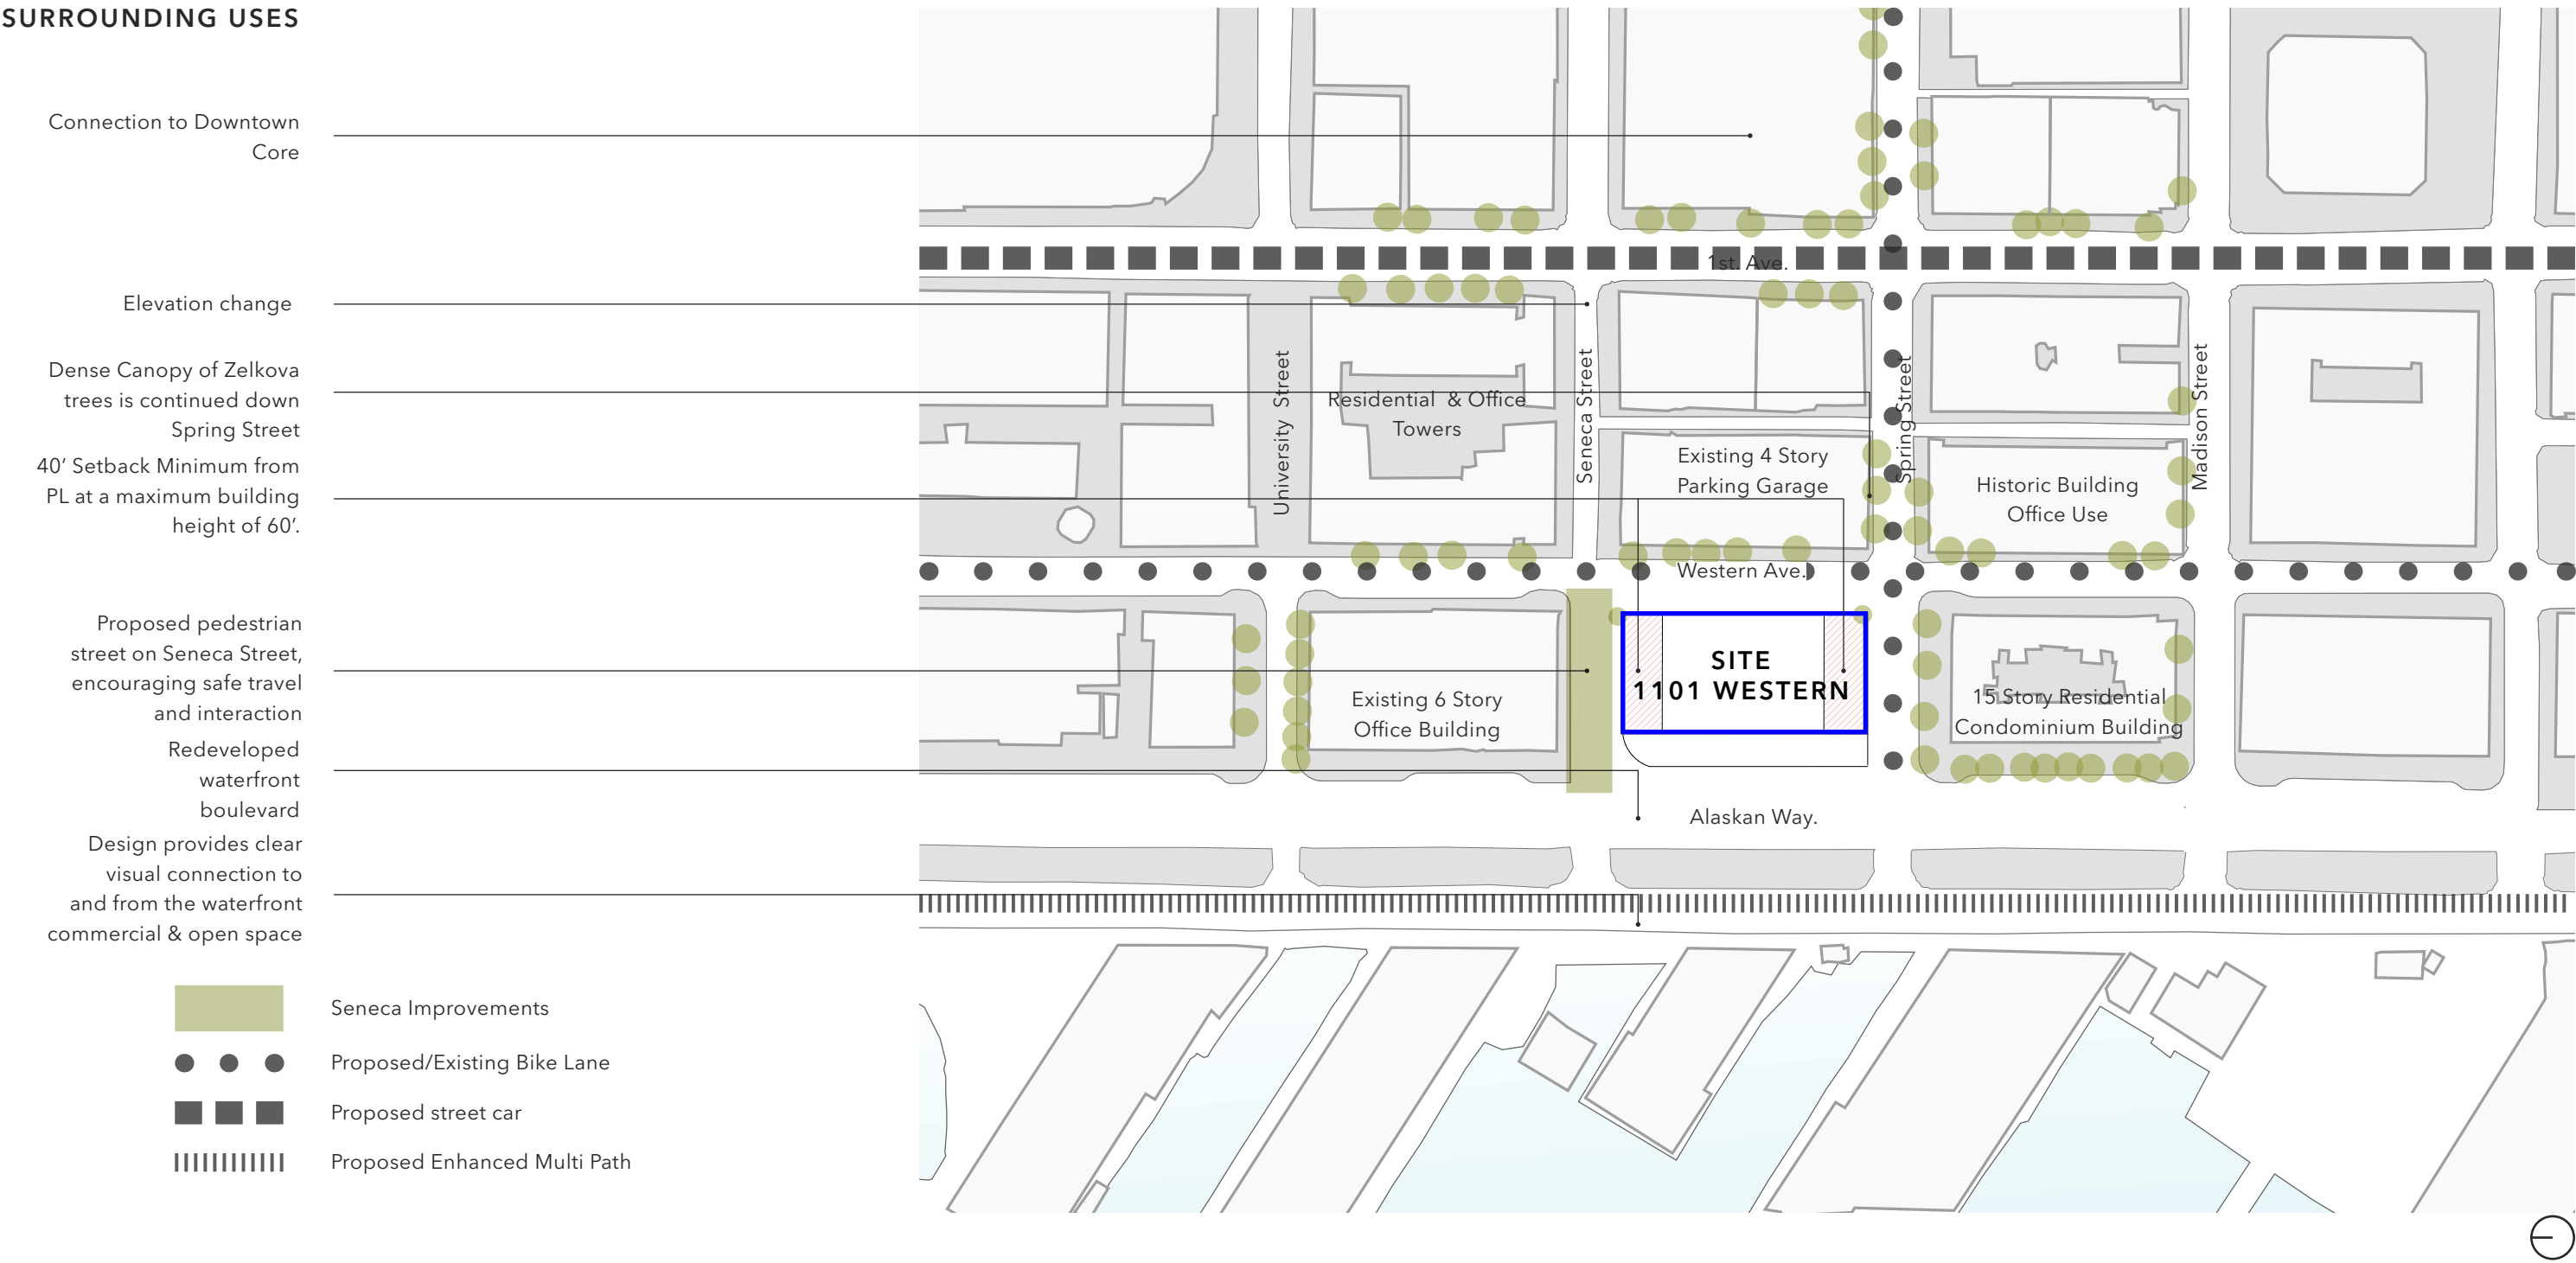 SURROUNDING USES
Connection to Downtown
Core
Elevation change
Dense Canopy of Zelkova
trees is continued down
Spring Street
40’ Setback Minimum from
PL at a maximum building
height of 60’.
Proposed pedestrian
street on Seneca Street,
encouraging safe travel
and interaction
Redeveloped
waterfront
boulevard
Design provides clear
visual connection to
and from the waterfront
commercial & open space
Seneca Improvements
Proposed/Existing Bike Lane
Proposed street car
Proposed Enhanced Multi Path
1st. Ave.
University Street
Residential & Office
Towers
Seneca Street
Existing 4 Story
Parking Garage
Spring Street
Historic Building
Office Use
Madison Street
Western Ave.
Existing 6 Story
Office Building
SITE
1101 WESTERN
15 Story Residential
Condominium Building
Alaskan Way.